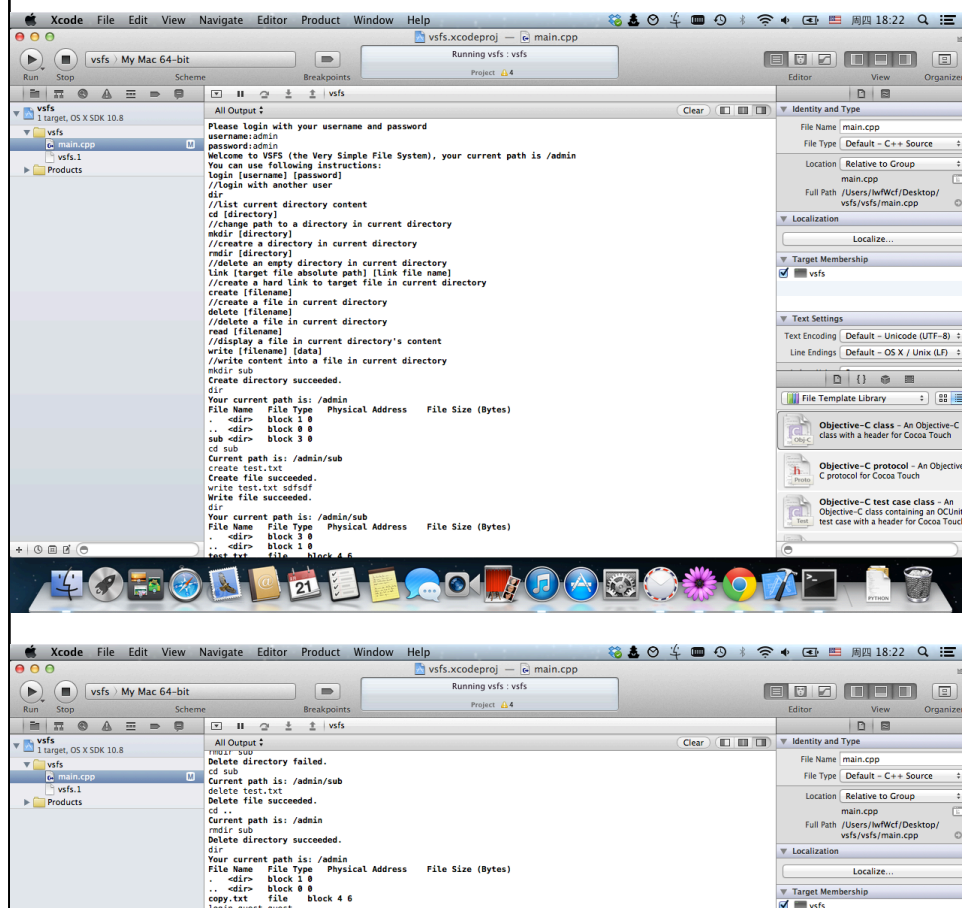 Xcode File Edit View Navigate Editor Product Window Help 周四 18:22
vsfs.xcodeproj — main.cpp
vsfs 〉My Mac 64-bit
Running vsfs : vsfs
Project 4
Run Stop Scheme Breakpoints Editor View Organizer
vsfs
vsfs
1 target, OS X SDK 10.8
vsfs
main.cpp M
vsfs.1
Products
All Output Clear
Please login with your username and password
username:admin
password:admin
Welcome to VSFS (the Very Simple File System), your current path is /admin
You can use following instructions:
login [username] [password]
//login with another user
dir
//list current directory content
cd [directory]
//change path to a directory in current directory
mkdir [directory]
//creatre a directory in current directory
rmdir [directory]
//delete an empty directory in current directory
link [target file absolute path] [link file name]
//create a hard link to target file in current directory
create [filename]
//create a file in current directory
delete [filename]
//delete a file in current directory
read [filename]
//display a file in current directory's content
write [filename] [data]
//write content into a file in current directory
mkdir sub
Create directory succeeded.
dir
Your current path is: /admin
File Name File Type Physical Address File Size (Bytes)
. <dir> block 1 0
.. <dir> block 0 0
sub <dir> block 3 0
cd sub
Current path is: /admin/sub
create test.txt
Create file succeeded.
write test.txt sdfsdf
Write file succeeded.
dir
Your current path is: /admin/sub
File Name File Type Physical Address File Size (Bytes)
. <dir> block 3 0
.. <dir> block 1 0
test.txt file block 4 6
Identity and Type
File Name main.cpp
File Type Default - C++ Source
Location Relative to Group
main.cpp
Full Path /Users/lwfWcf/Desktop/
vsfs/vsfs/main.cpp
Localization
Localize...
Target Membership
vsfs
Text Settings
Text Encoding Default - Unicode (UTF-8)
Line Endings Default - OS X / Unix (LF)
{}
File Template Library
Objective-C class - An Objective-C
class with a header for Cocoa Touch
Obj-C
Objective-C protocol - An Objective
C protocol for Cocoa Touch
Proto
Objective-C test case class - An
Objective-C class containing an OCUnit
test case with a header for Cocoa Touch
Test
21
PYTHON
Xcode File Edit View Navigate Editor Product Window Help 周四 18:22
vsfs.xcodeproj — main.cpp
vsfs 〉My Mac 64-bit
Running vsfs : vsfs
Project 4
Run Stop Scheme Breakpoints Editor View Organizer
vsfs
vsfs
1 target, OS X SDK 10.8
vsfs
main.cpp M
vsfs.1
Products
All Output Clear
rmdir sub
Delete directory failed.
cd sub
Current path is: /admin/sub
delete test.txt
Delete file succeeded.
cd ..
Current path is: /admin
rmdir sub
Delete directory succeeded.
dir
Your current path is: /admin
File Name File Type Physical Address File Size (Bytes)
. <dir> block 1 0
.. <dir> block 0 0
copy.txt file block 4 6
login guest guest
Identity and Type
File Name main.cpp
File Type Default - C++ Source
Location Relative to Group
main.cpp
Full Path /Users/lwfWcf/Desktop/
vsfs/vsfs/main.cpp
Localization
Localize...
Target Membership
vsfs